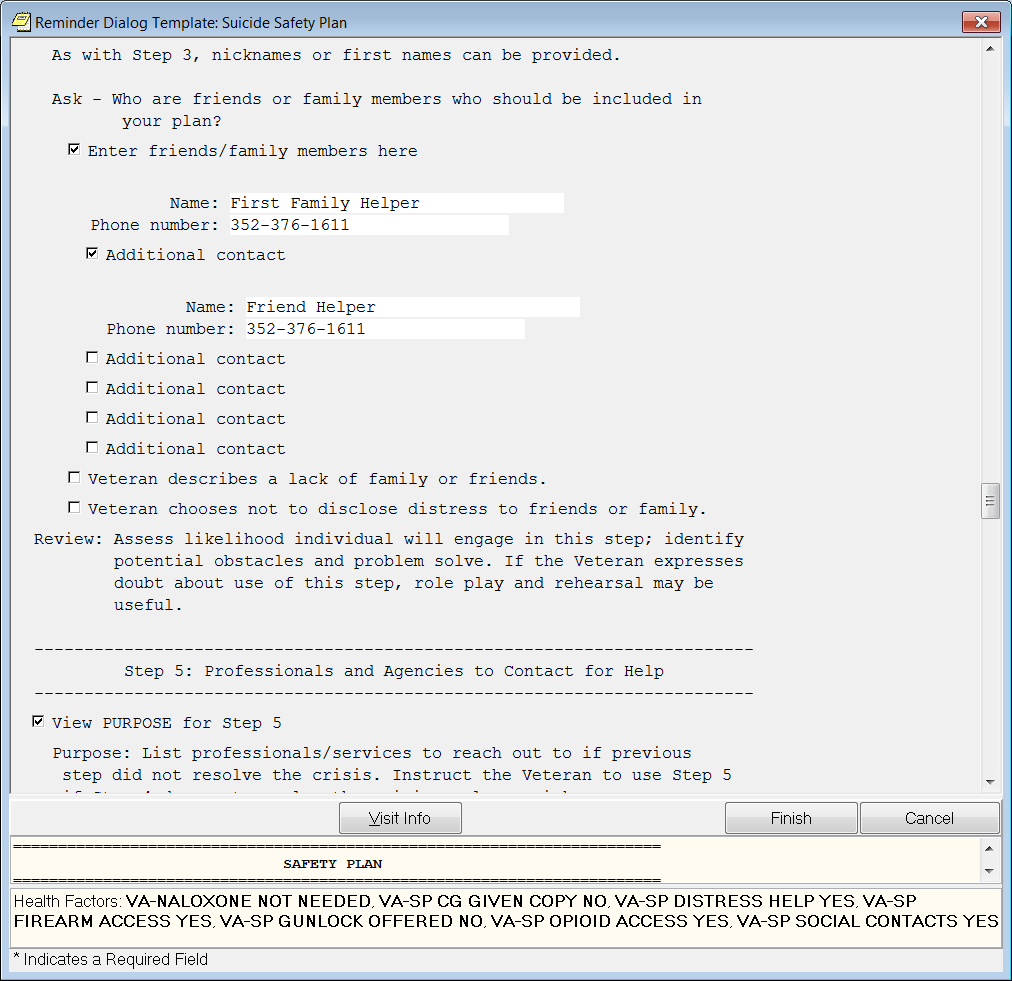 Reminder Dialog Template: Suicide Safety Plan
As with Step 3, nicknames or first names can be provided.
Ask - Who are friends or family members who should be included in
your plan?
Enter friends/family members here
Name: First Family Helper
Phone number: 352-376-1611
Additional contact
Name: Friend Helper
Phone number: 352-376-1611
Additional contact
Additional contact
Additional contact
Additional contact
Veteran describes a lack of family or friends.
Veteran chooses not to disclose distress to friends or family.
Review: Assess likelihood individual will engage in this step; identify
potential obstacles and problem solve. If the Veteran expresses
doubt about use of this step, role play and rehearsal may be
useful.
------------------------------------------------------------------------
Step 5: Professionals and Agencies to Contact for Help
------------------------------------------------------------------------
View PURPOSE for Step 5
Purpose: List professionals/services to reach out to if previous
step did not resolve the crisis. Instruct the Veteran to use Step 5
Visit Info
Finish
Cancel
========================================================================
SAFETY PLAN
========================================================================
Health Factors: VA-NALOXONE NOT NEEDED, VA-SP CG GIVEN COPY NO, VA-SP DISTRESS HELP YES, VA-SP
FIREARM ACCESS YES, VA-SP GUNLOCK OFFERED NO, VA-SP OPIOID ACCESS YES, VA-SP SOCIAL CONTACTS YES
* Indicates a Required Field